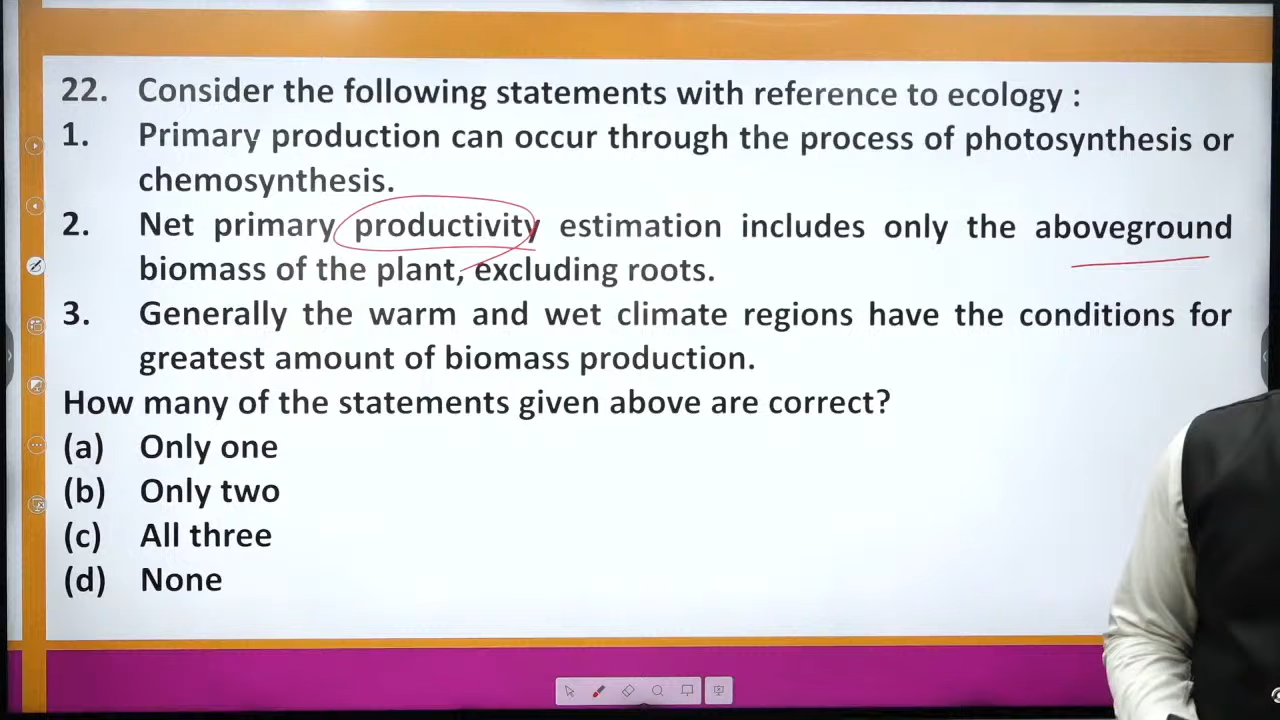 22. Consider the following statements with reference to ecology :
1. Primary production can occur through the process of photosynthesis or
chemosynthesis.
2. Net primary productivity estimation includes only the aboveground
biomass of the plant, excluding roots.
3. Generally the warm and wet climate regions have the conditions for
greatest amount of biomass production.
How many of the statements given above are correct?
(a) Only one
(b) Only two
(c) All three
(d) None